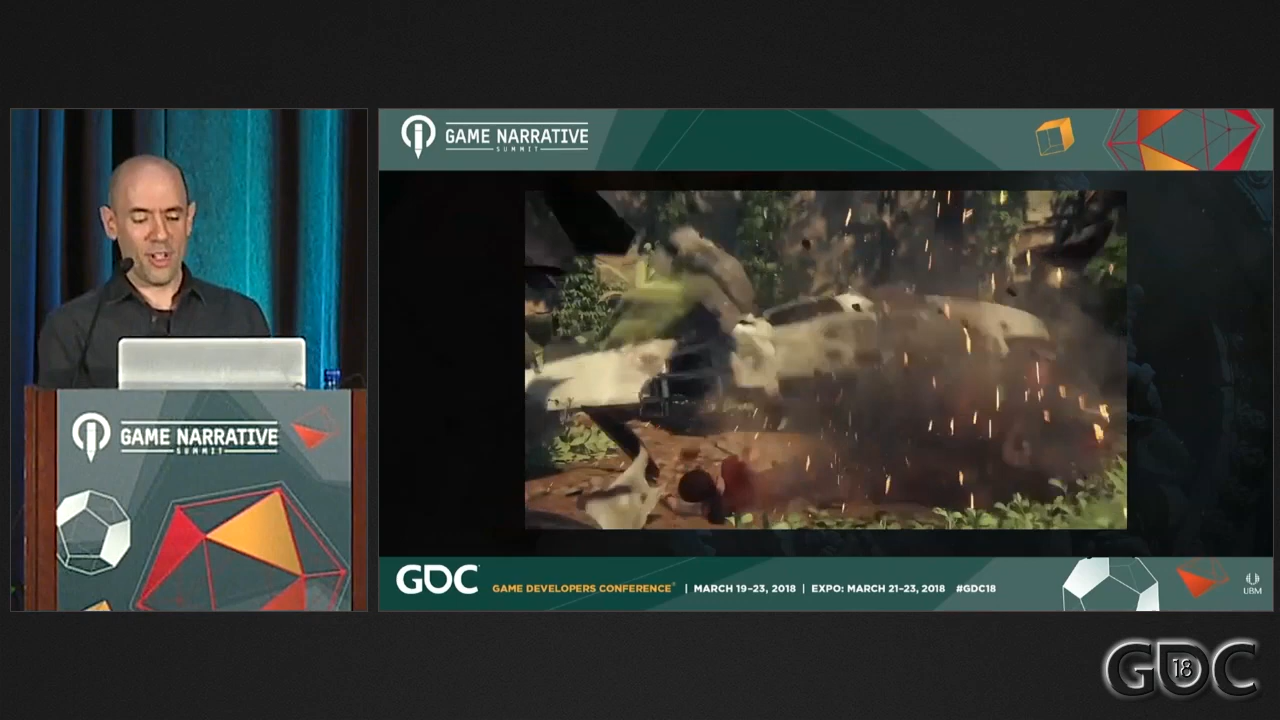 GAME NARRATIVE
SUMMIT
GAME NARRATIVE
SUMMIT
GDC
GAME DEVELOPERS CONFERENCE® | MARCH 19–23, 2018 | EXPO: MARCH 21–23, 2018 #GDC18
UBM
GDC
18